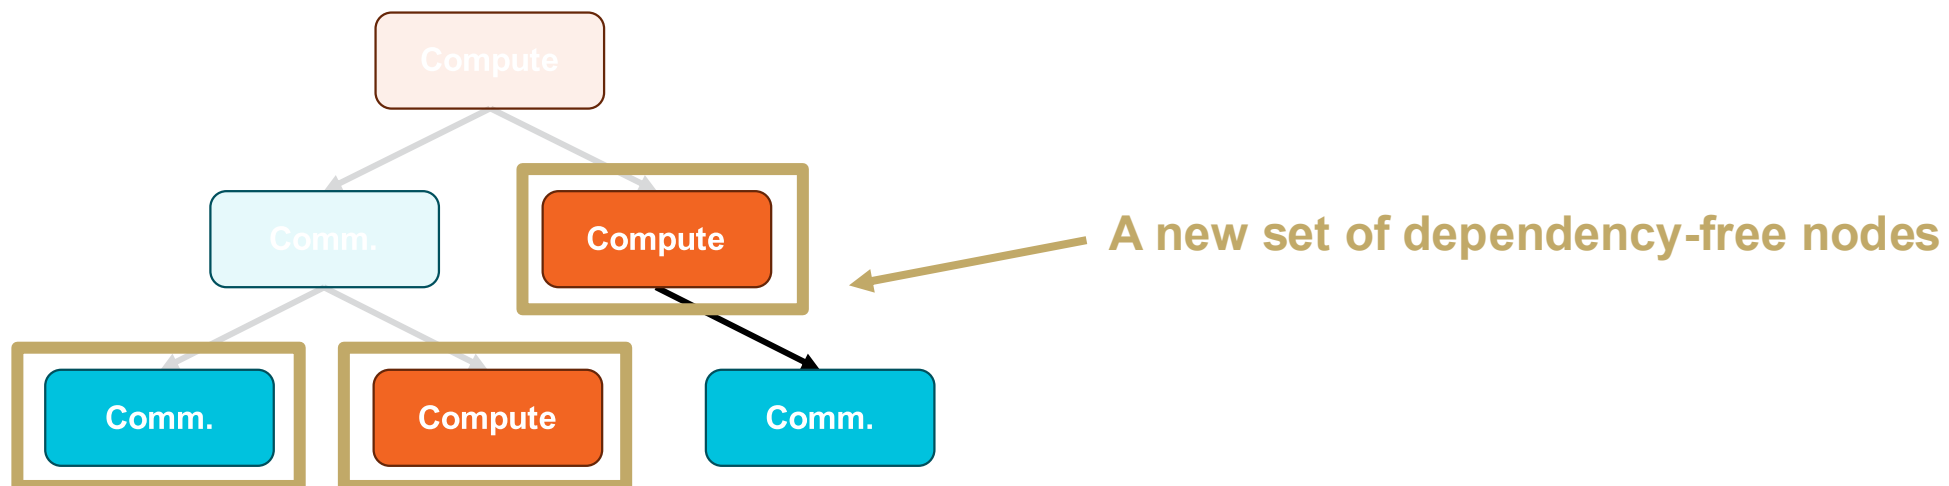 Compute
Comm.
Compute
A new set of dependency-free nodes
Comm.
Compute
Comm.